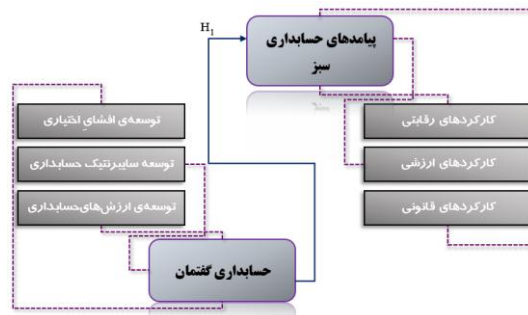 H1
پیامدهای حسابداری
سبز
توسعه‌ی افشایِ اختیاری
توسعه سایبرنتیک حسابداری
توسعه‌ی ارزش‌های‌حسابداری
کارکردهای رقابتی
کارکردهای ارزشی
کارکردهای قانونی
حسابداری گفتمان